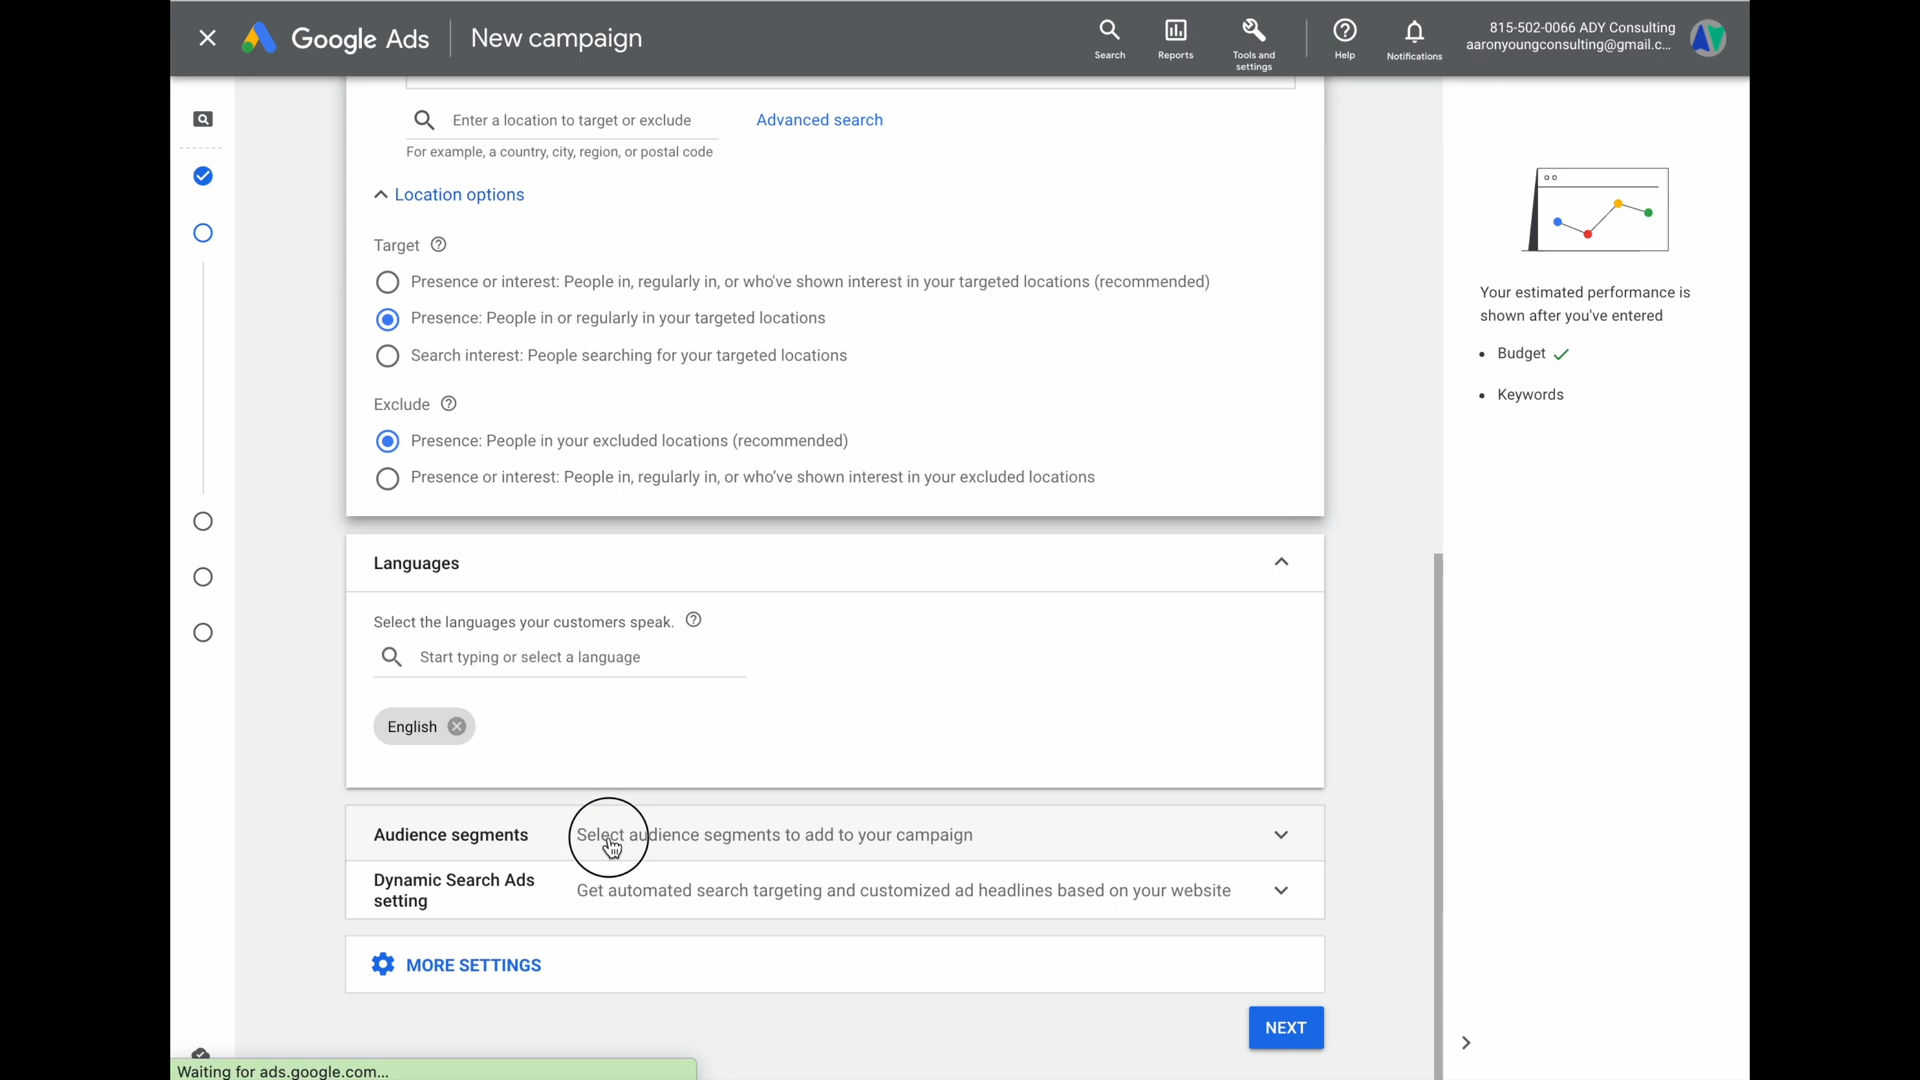 Google Ads
New campaign
Search
Reports
Tools and
settings
Help
Notifications
815-502-0066 ADY Consulting
aaronyoungconsulting@gmail.c...
Enter a location to target or exclude
Advanced search
For example, a country, city, region, or postal code
Location options
Target
Presence or interest: People in, regularly in, or who've shown interest in your targeted locations (recommended)
Presence: People in or regularly in your targeted locations
Search interest: People searching for your targeted locations
Exclude
Presence: People in your excluded locations (recommended)
Presence or interest: People in, regularly in, or who’ve shown interest in your excluded locations
Languages
Select the languages your customers speak.
Start typing or select a language
English
Audience segments
Select audience segments to add to your campaign
Dynamic Search Ads
setting
Get automated search targeting and customized ad headlines based on your website
MORE SETTINGS
NEXT
Your estimated performance is
shown after you've entered
Budget
Keywords
Waiting for ads.google.com...